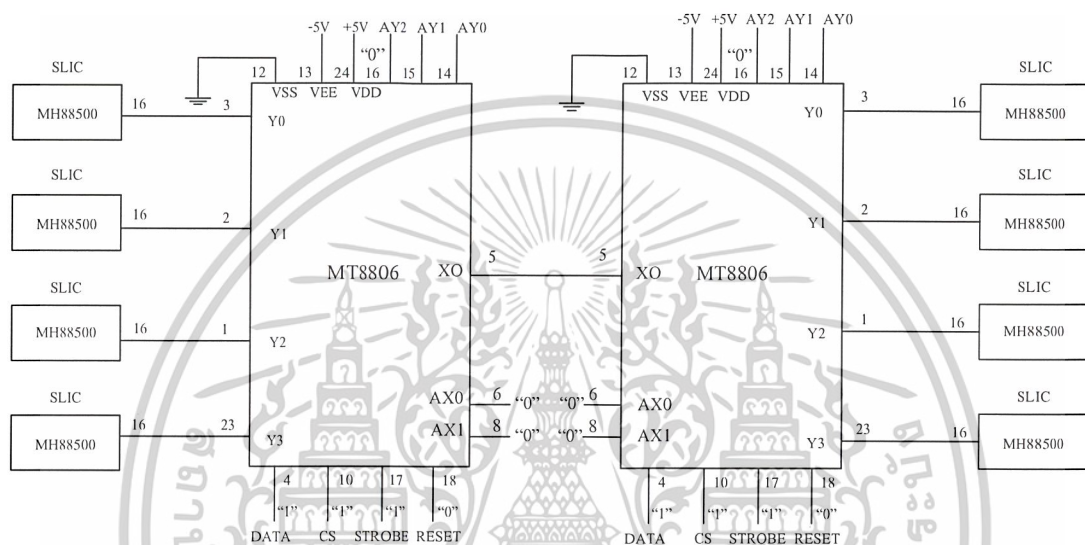 -5V +5V AY2 AY1 AY0
-5V +5V AY2 AY1 AY0
“0”
“0”
12 13 24 16 15 14
12 13 24 16 15 14
VSS VEE VDD
VSS VEE VDD
SLIC
MH88500
16 3
Y0
Y0
3 16
SLIC
MH88500
SLIC
MH88500
16 2
Y1
Y1
2 16
SLIC
MH88500
MT8806 XO
5 5
XO MT8806
SLIC
MH88500
16 1
Y2
Y2
1 16
SLIC
MH88500
AX0 6 “0” “0” 6 AX0
AX1 8 “0” “0” 8 AX1
SLIC
MH88500
16 23
Y3
Y3
23 16
SLIC
MH88500
4 10 17 18
4 10 17 18
“1” “1” “1” “0”
“1” “1” “1” “0”
DATA CS STROBE RESET
DATA CS STROBE RESET